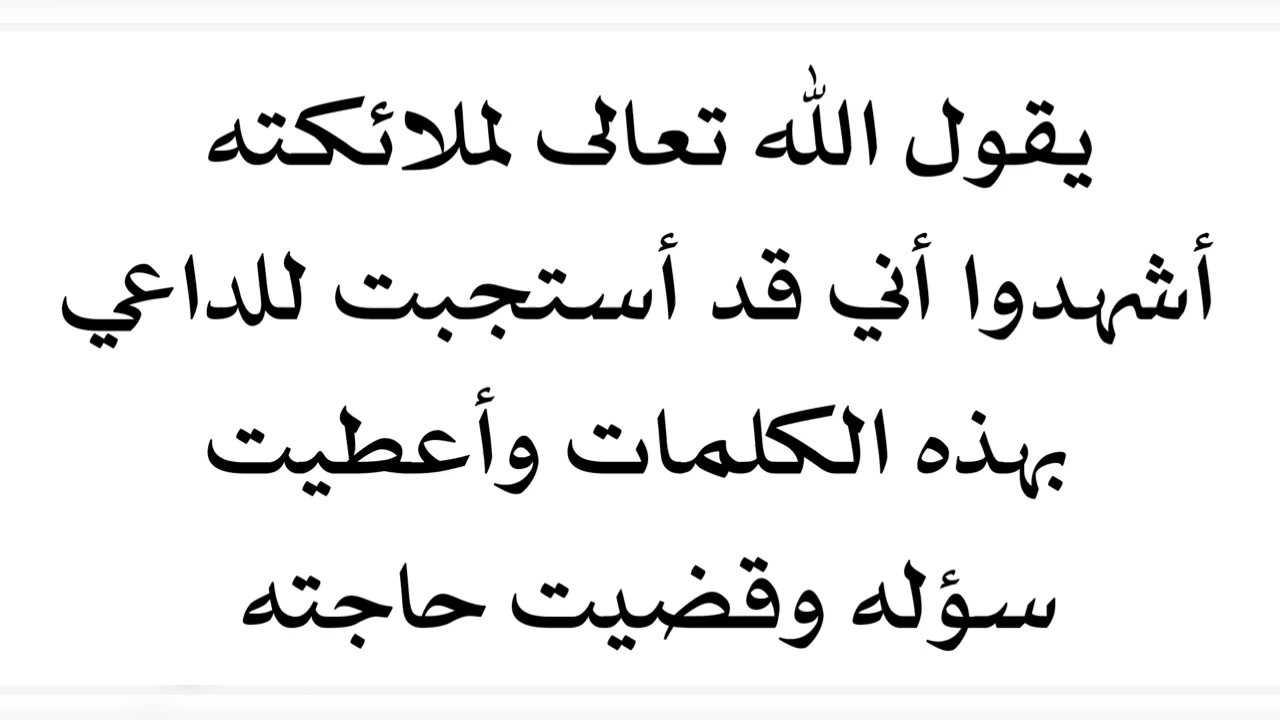 يقول الله تعالى لملائكته
أشهدوا أني قد أستجبت للداعي
بهذه الكلمات وأعطيت
سؤله وقضيت حاجته